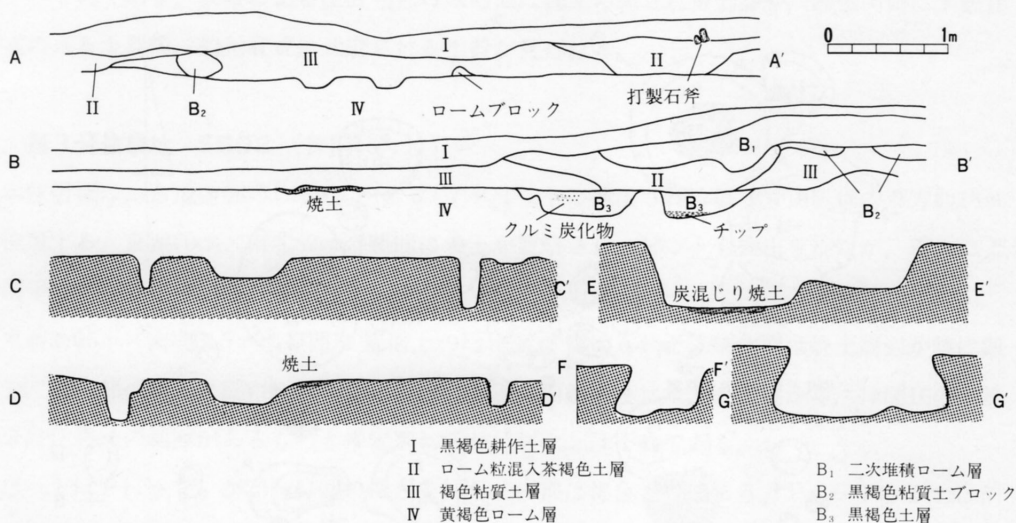 0 1m
A I III II A′
II B₂ IV ロームブロック 打製石斧
B I B₁ B′
III II III
焼土 IV B₃ B₃ B₂
クルミ炭化物 チップ
C C′ E 炭混じり焼土 E′
焼土
D D′ F F′ G G′
I 黒褐色耕作土層
II ローム粒混入茶褐色土層
III 褐色粘質土層
IV 黄褐色ローム層
B₁ 二次堆積ローム層
B₂ 黒褐色粘質土ブロック
B₃ 黒褐色土層